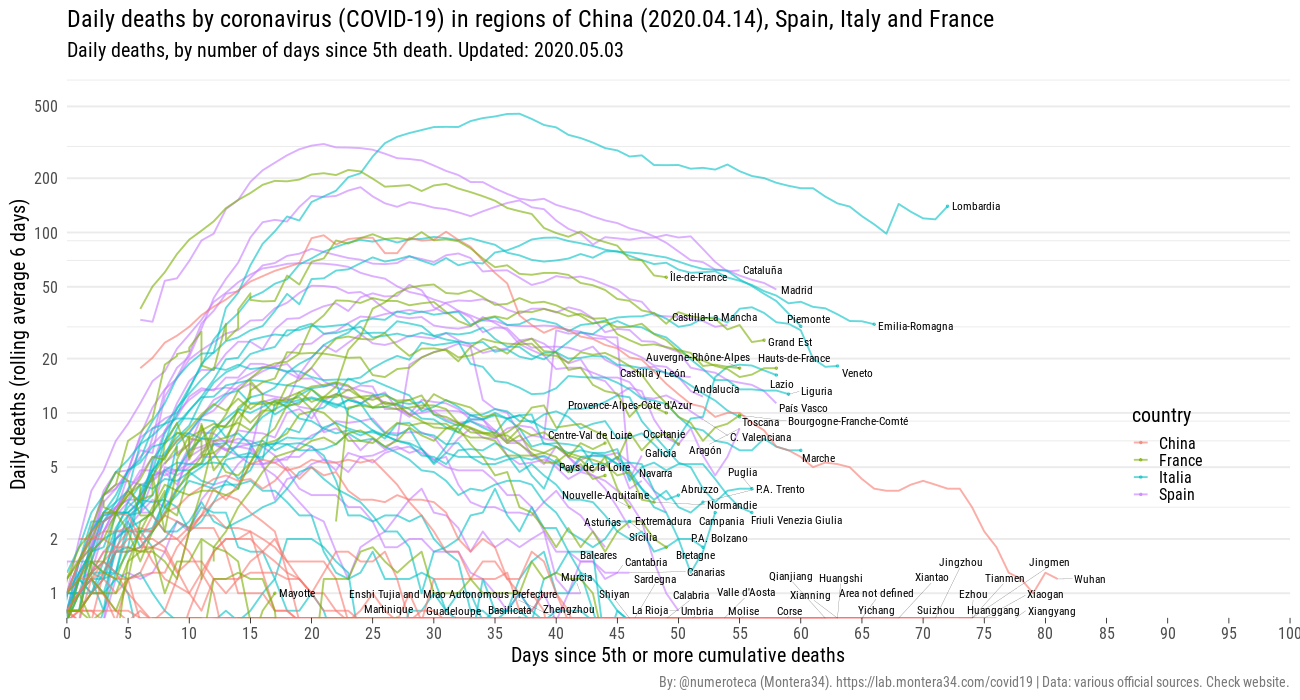 Daily deaths by coronavirus (COVID-19) in regions of China (2020.04.14), Spain, Italy and France
Daily deaths, by number of days since 5th death. Updated: 2020.05.03
Daily deaths (rolling average 6 days)
500
200
100
50
20
10
5
2
1
Lombardia
Cataluña
Île-de-France
Madrid
Castilla-La Mancha
Piemonte
Emilia-Romagna
Grand Est
Auvergne-Rhône-Alpes
Hauts-de-France
Castilla y León
Veneto
Andalucía
Lazio
Liguria
Provence-Alpes-Côte d'Azur
País Vasco
Toscana
Bourgogne-Franche-Comté
Centre-Val de Loire
Occitanie
C. Valenciana
Galicia
Aragón
Marche
Pays de la Loire
Navarra
Puglia
Nouvelle-Aquitaine
Abruzzo
P.A. Trento
Normandie
Asturias
Extremadura
Campania
Friuli Venezia Giulia
Sicilia
P.A. Bolzano
Baleares
Cantabria
Bretagne
Murcia
Sardegna
Canarias
Qianjiang
Huangshi
Xiantao
Jingzhou
Tianmen
Jingmen
Wuhan
Mayotte
Enshi Tujia and Miao Autonomous Prefecture
Shiyan
Calabria
Valle d'Aosta
Xianning
Area not defined
Ezhou
Xiaogan
Martinique
Guadeloupe
Basilicata
Zhengzhou
La Rioja
Umbria
Molise
Corse
Yichang
Suizhou
Huanggang
Xiangyang
country
China
France
Italia
Spain
0 5 10 15 20 25 30 35 40 45 50 55 60 65 70 75 80 85 90 95 100
Days since 5th or more cumulative deaths
By: @numeroteca (Montera34). https://lab.montera34.com/covid19 | Data: various official sources. Check website.